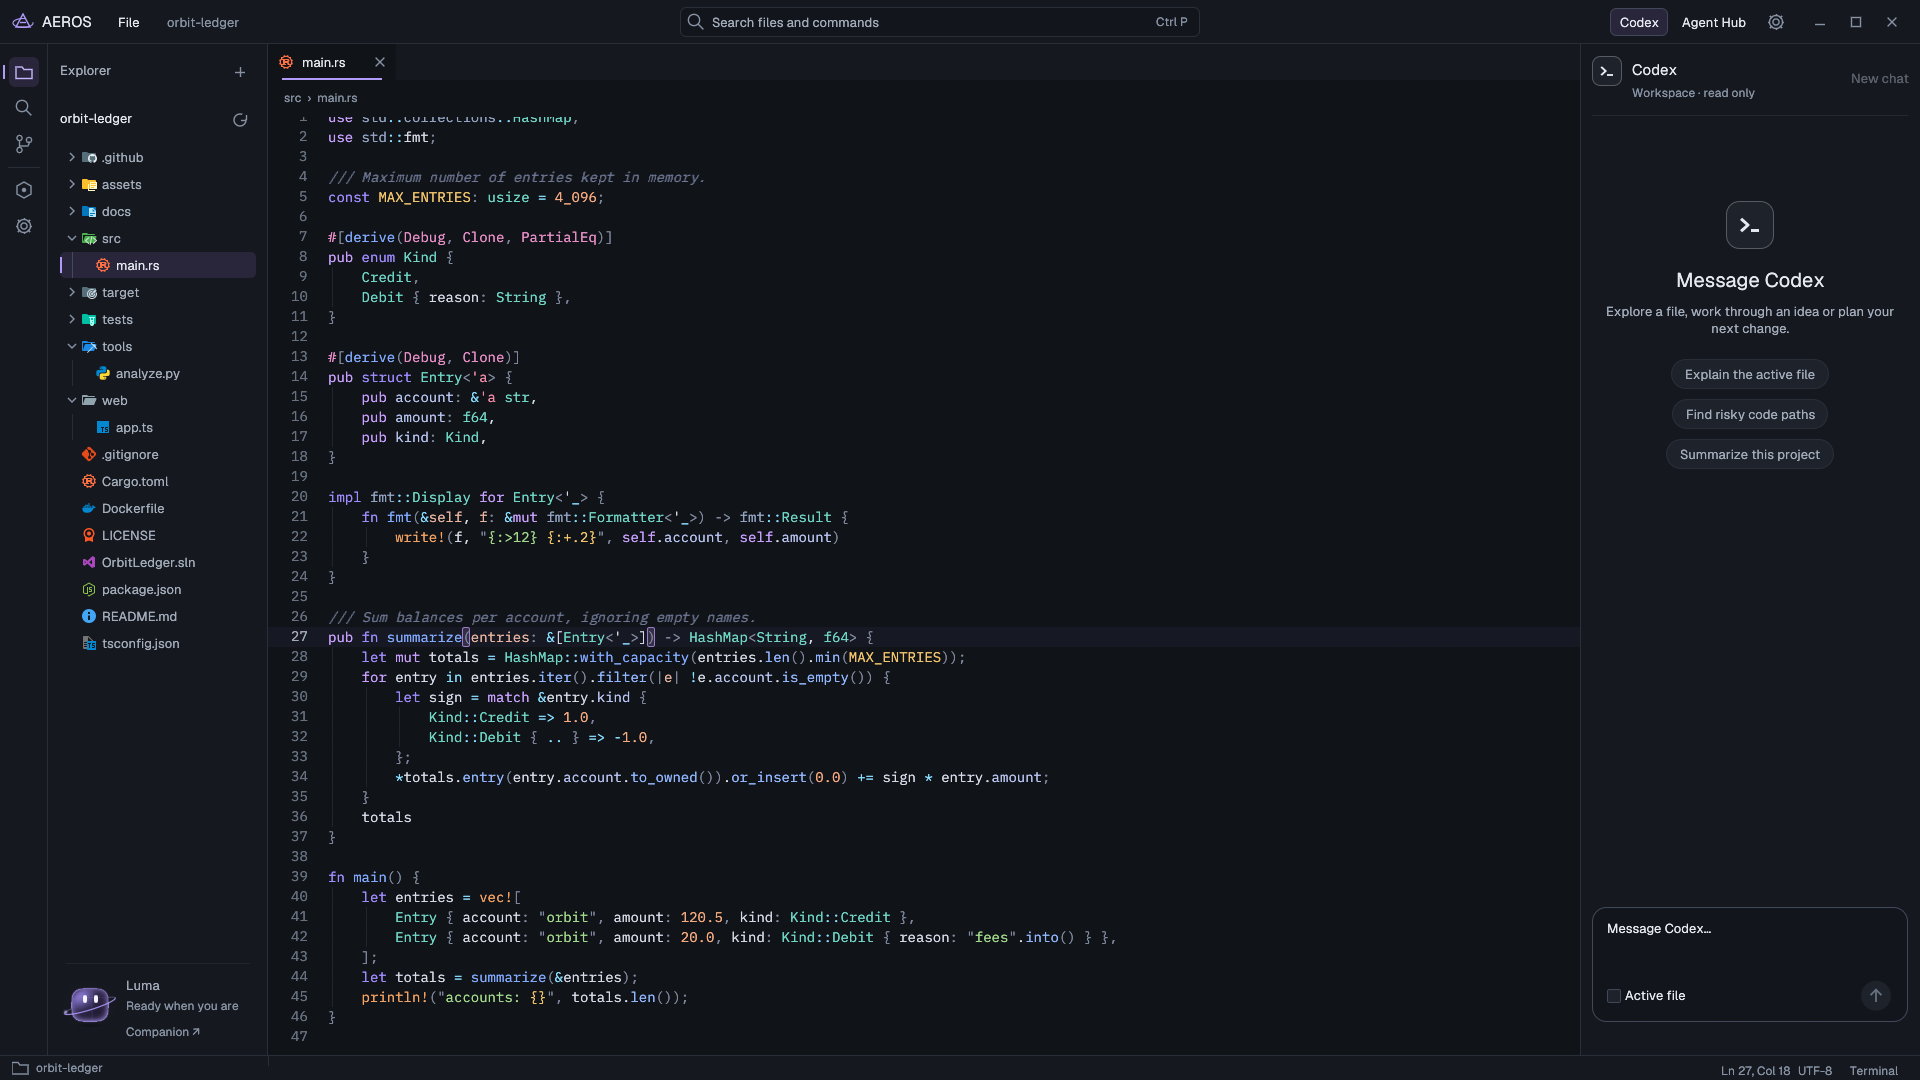 AEROS
File
orbit-ledger
Search files and commands
Ctrl P
Codex
Agent Hub
Explorer
orbit-ledger
.github
assets
docs
src
main.rs
target
tests
tools
analyze.py
web
app.ts
.gitignore
Cargo.toml
Dockerfile
LICENSE
OrbitLedger.sln
package.json
README.md
tsconfig.json
Luma
Ready when you are
Companion ↗
main.rs
src › main.rs
1 use std::collections::HashMap;
2 use std::fmt;
3
4 /// Maximum number of entries kept in memory.
5 const MAX_ENTRIES: usize = 4_096;
6
7 #[derive(Debug, Clone, PartialEq)]
8 pub enum Kind {
9     Credit,
10     Debit { reason: String },
11 }
12
13 #[derive(Debug, Clone)]
14 pub struct Entry<'a> {
15     pub account: &'a str,
16     pub amount: f64,
17     pub kind: Kind,
18 }
19
20 impl fmt::Display for Entry<'_> {
21     fn fmt(&self, f: &mut fmt::Formatter<'_>) -> fmt::Result {
22         write!(f, "{:>12} {:+.2}", self.account, self.amount)
23     }
24 }
25
26 /// Sum balances per account, ignoring empty names.
27 pub fn summarize(entries: &[Entry<'_>]) -> HashMap<String, f64> {
28     let mut totals = HashMap::with_capacity(entries.len().min(MAX_ENTRIES));
29     for entry in entries.iter().filter(|e| !e.account.is_empty()) {
30         let sign = match &entry.kind {
31             Kind::Credit => 1.0,
32             Kind::Debit { .. } => -1.0,
33         };
34         *totals.entry(entry.account.to_owned()).or_insert(0.0) += sign * entry.amount;
35     }
36     totals
37 }
38
39 fn main() {
40     let entries = vec![
41         Entry { account: "orbit", amount: 120.5, kind: Kind::Credit },
42         Entry { account: "orbit", amount: 20.0, kind: Kind::Debit { reason: "fees".into() } },
43     ];
44     let totals = summarize(&entries);
45     println!("accounts: {}", totals.len());
46 }
47
Codex
Workspace · read only
New chat
Message Codex
Explore a file, work through an idea or plan your
next change.
Explain the active file
Find risky code paths
Summarize this project
Message Codex...
Active file
TS
TS
JS
orbit-ledger
Ln 27, Col 18
UTF-8
Terminal